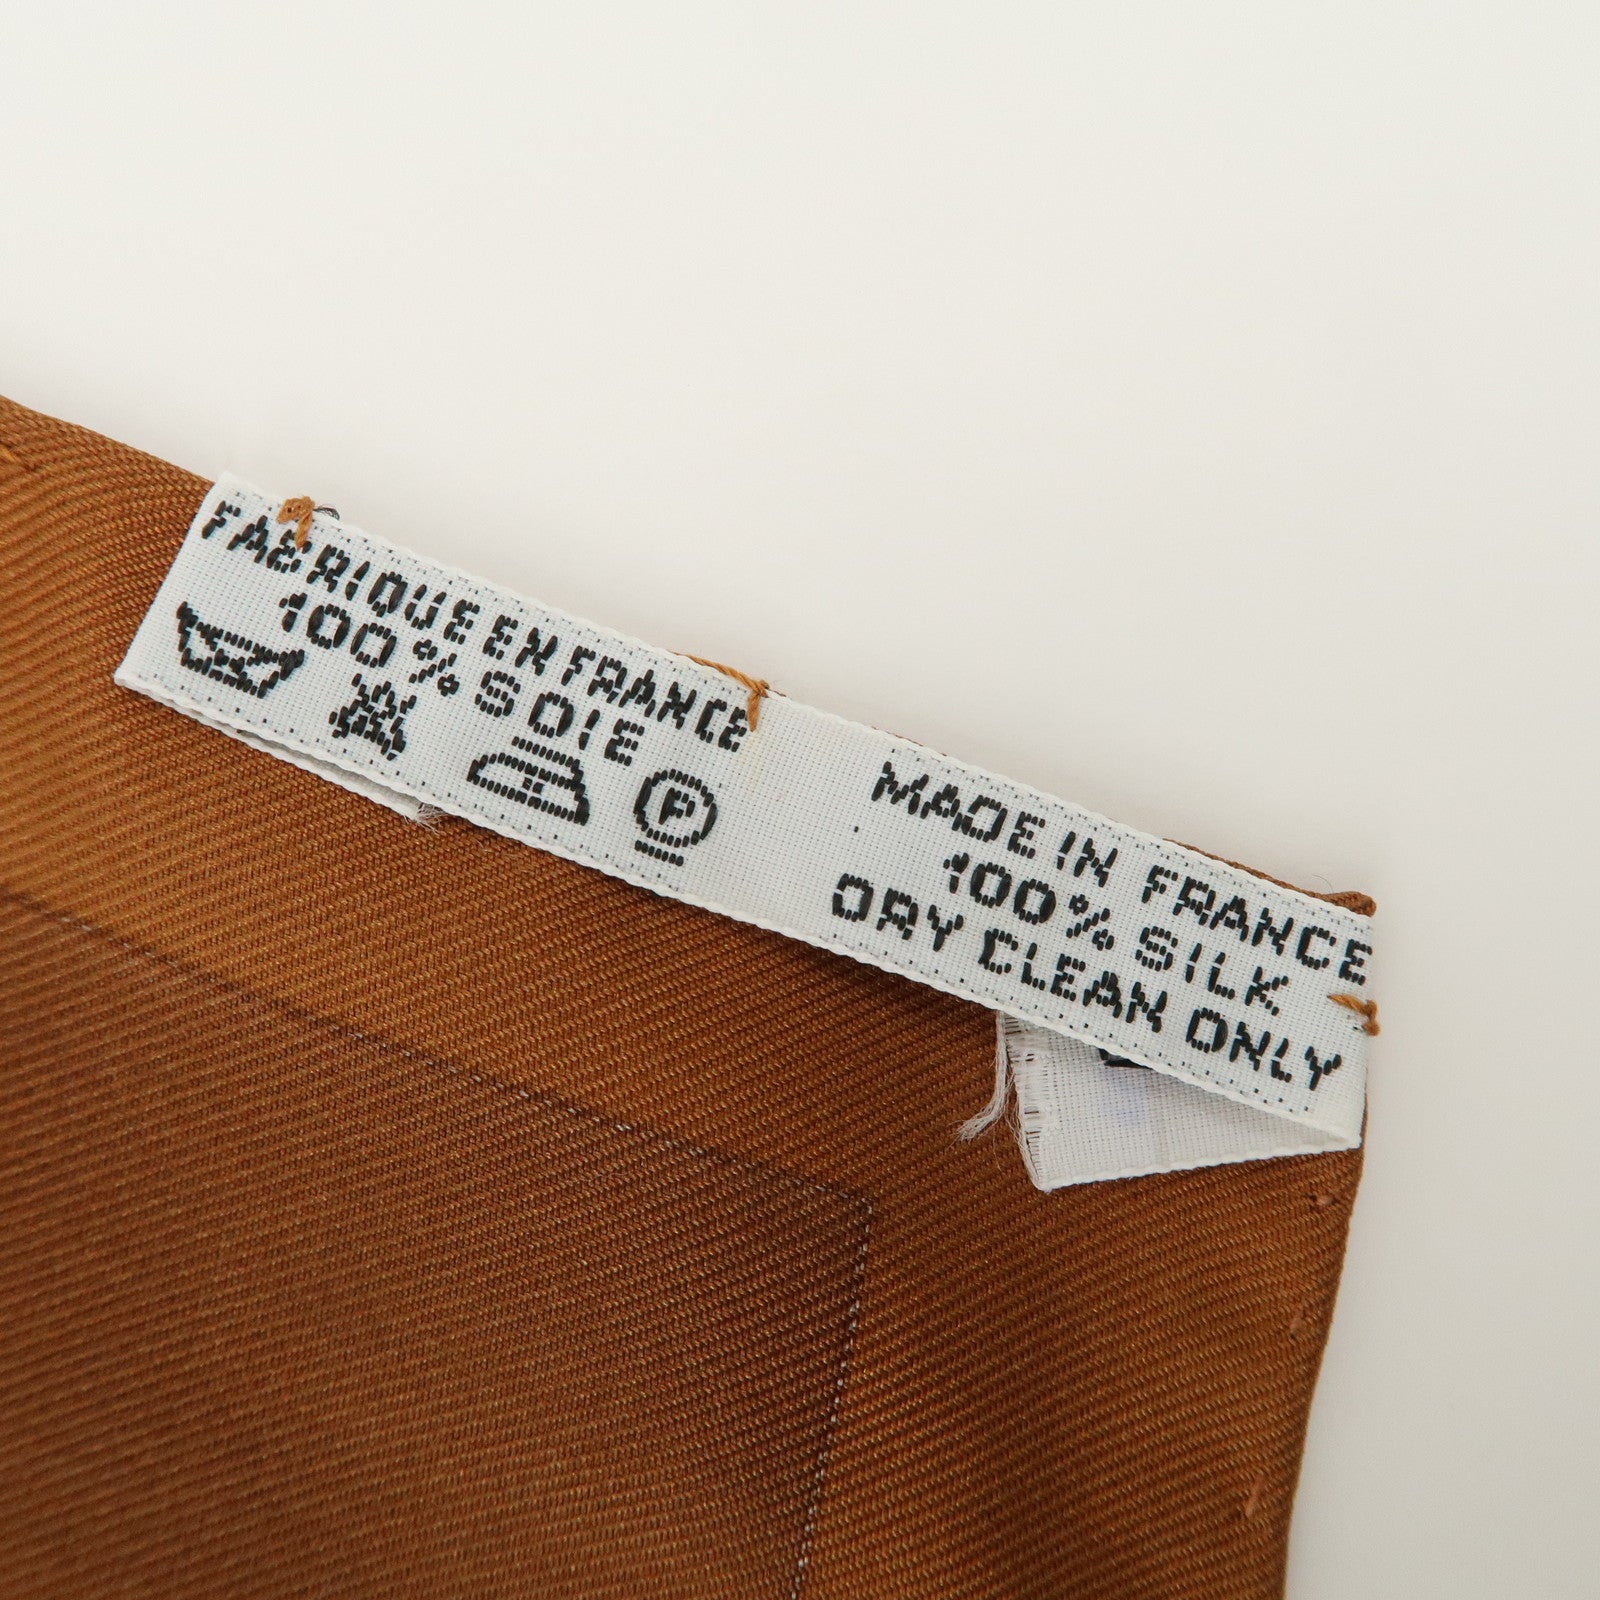 FABRIQUE EN FRANCE
100% SOIE
P
MADE IN FRANCE
100% SILK
DRY CLEAN ONLY